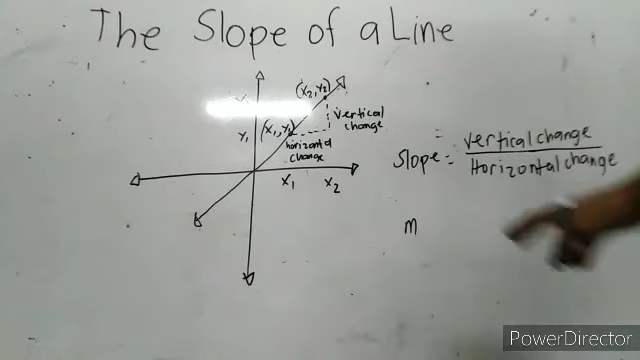 The Slope of a Line
(x₂, y₂)
vertical
change
y₁ (x₁, y₁)
horizontal
change
x₁ x₂
Slope = vertical change
Horizontal change
m
PowerDirector